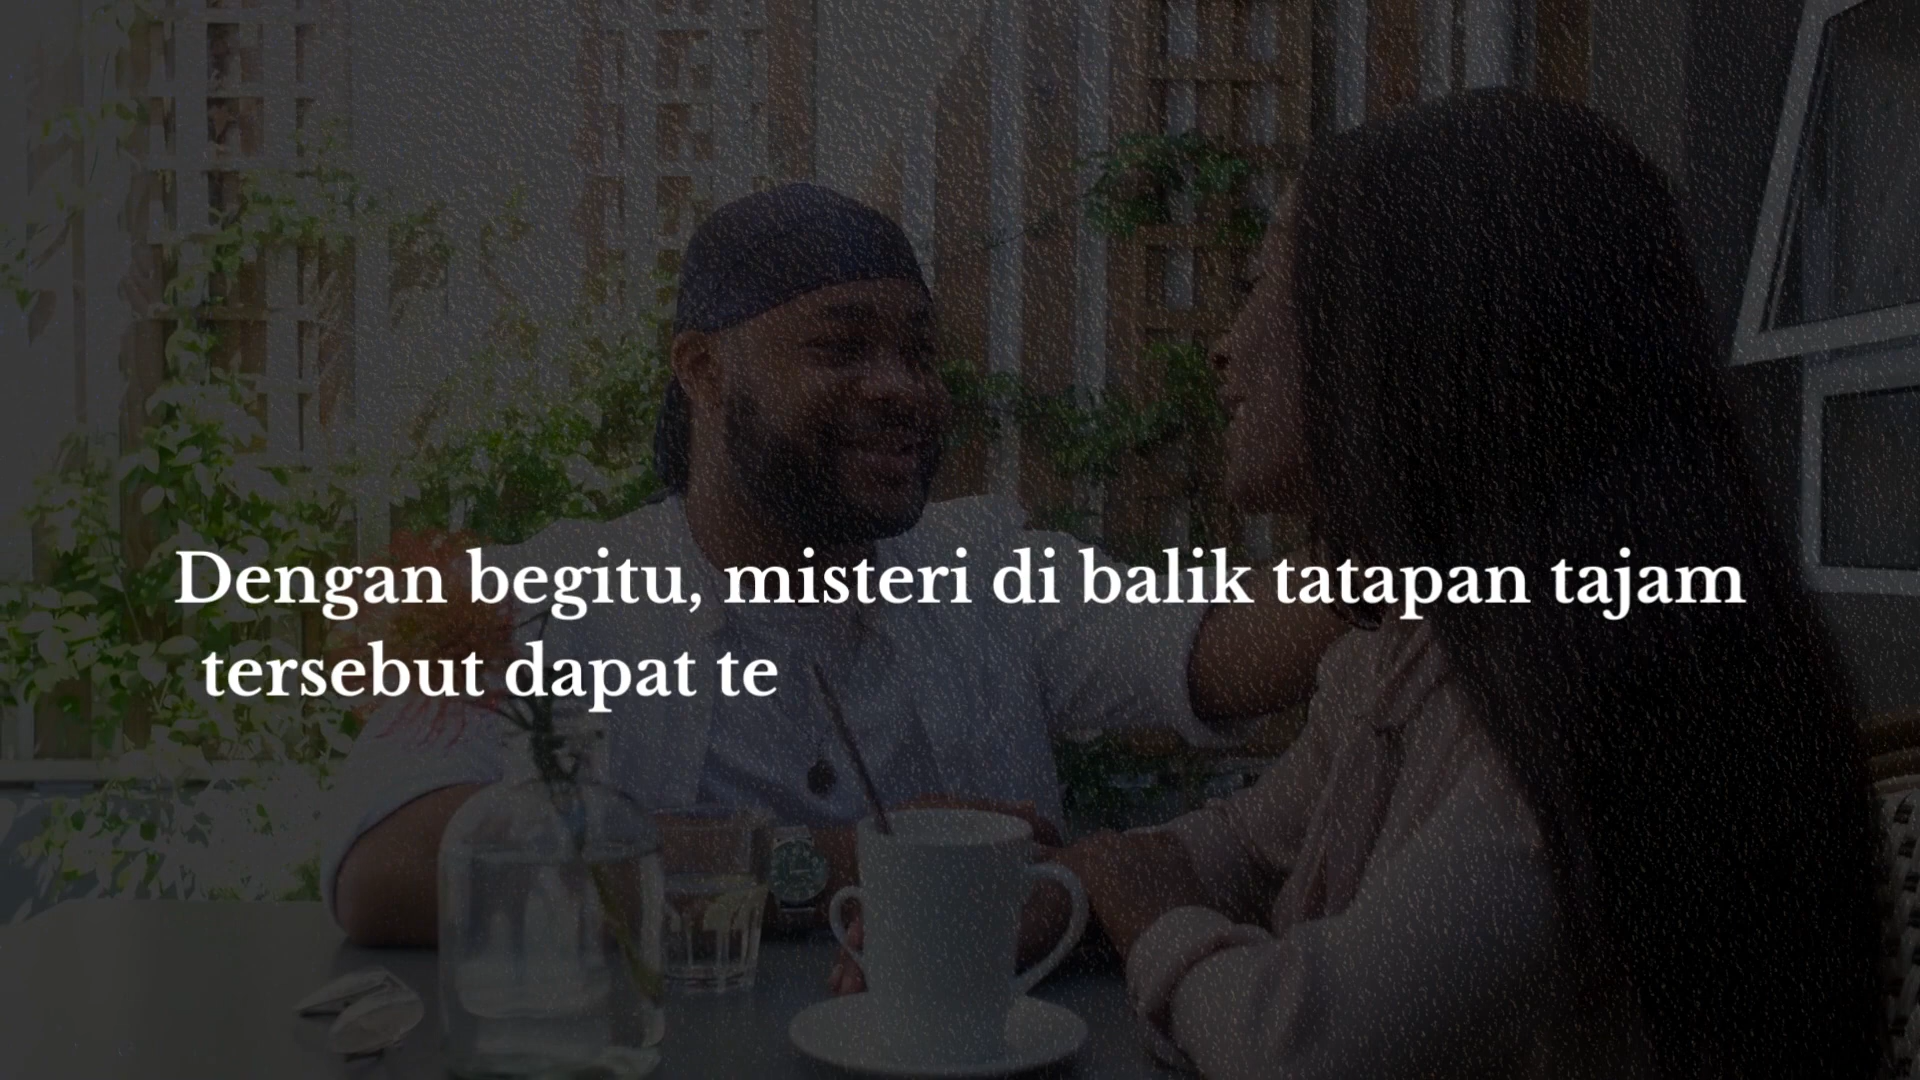 Dengan begitu, misteri di balik tatapan tajam
tersebut dapat te